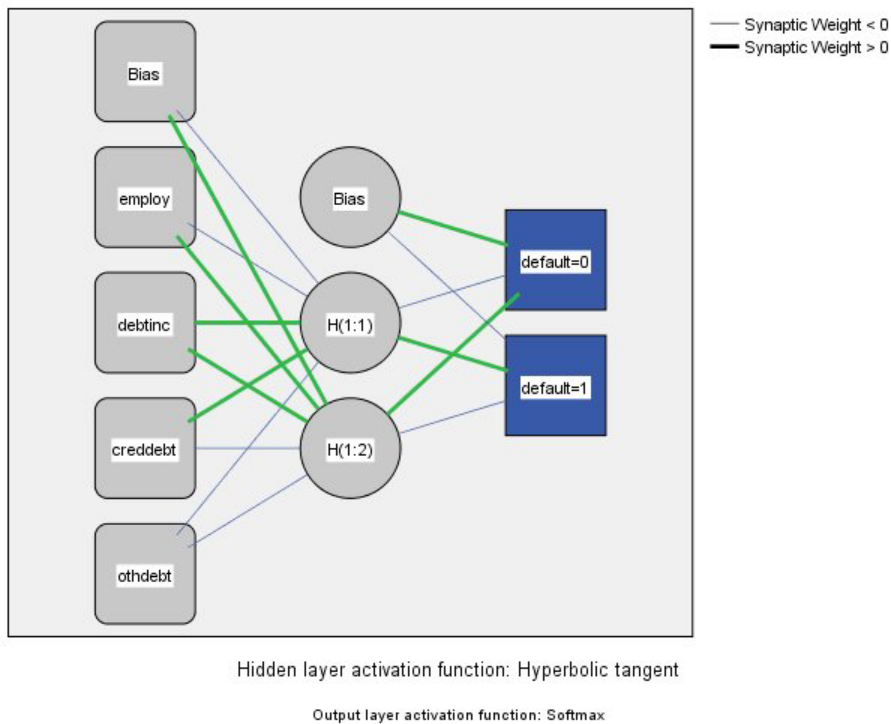 Synaptic Weight < 0
Synaptic Weight > 0
Bias
employ
debtinc
creddebt
othdebt
Bias
H(1:1)
H(1:2)
default=0
default=1
Hidden layer activation function: Hyperbolic tangent
Output layer activation function: Softmax